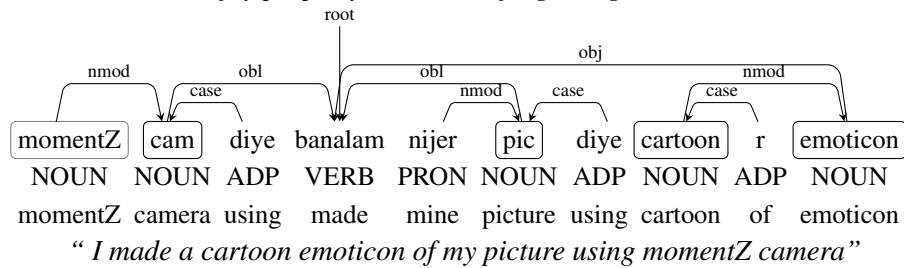 root
obj
nmod obl obl nmod
case nmod case case
momentZ cam diye banalam nijer pic diye cartoon r emoticon
NOUN NOUN ADP VERB PRON NOUN ADP NOUN ADP NOUN
momentZ camera using made mine picture using cartoon of emoticon
“ I made a cartoon emoticon of my picture using momentZ camera”